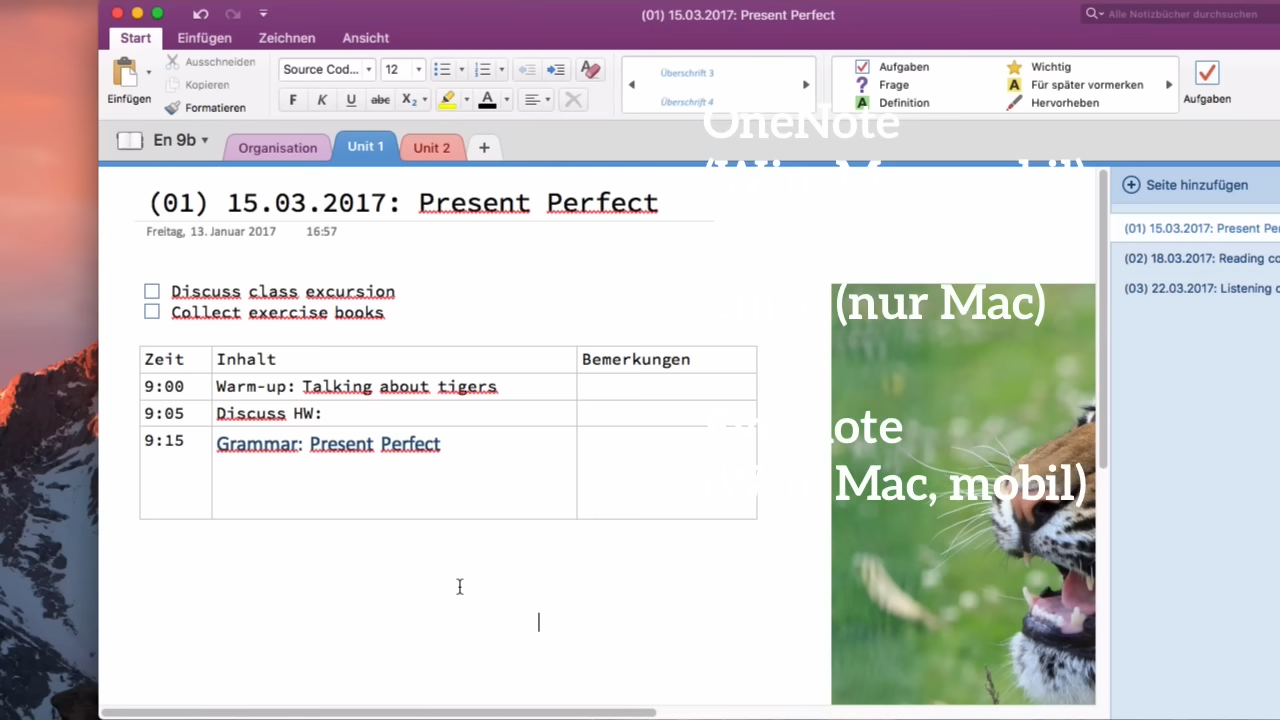 (01) 15.03.2017: Present Perfect
Alle Notizbücher durchsuchen
Start Einfügen Zeichnen Ansicht
Einfügen
Ausschneiden
Kopieren
Formatieren
Source Cod... 12
F K U abc X₂ A
Überschrift 3
Überschrift 4
Aufgaben
Frage
Definition
Wichtig
Für später vormerken
Hervorheben
Aufgaben
OneNote
En 9b Organisation Unit 1 Unit 2 +
mobil)
(01) 15.03.2017: Present Perfect
Freitag, 13. Januar 2017 16:57
Discuss class excursion
Collect exercise books
(nur Mac)
Zeit Inhalt Bemerkungen
9:00 Warm-up: Talking about tigers
9:05 Discuss HW:
9:15 Grammar: Present Perfect
Mac, mobil)
Seite hinzufügen
(01) 15.03.2017: Present Per
(02) 18.03.2017: Reading co
(03) 22.03.2017: Listening c